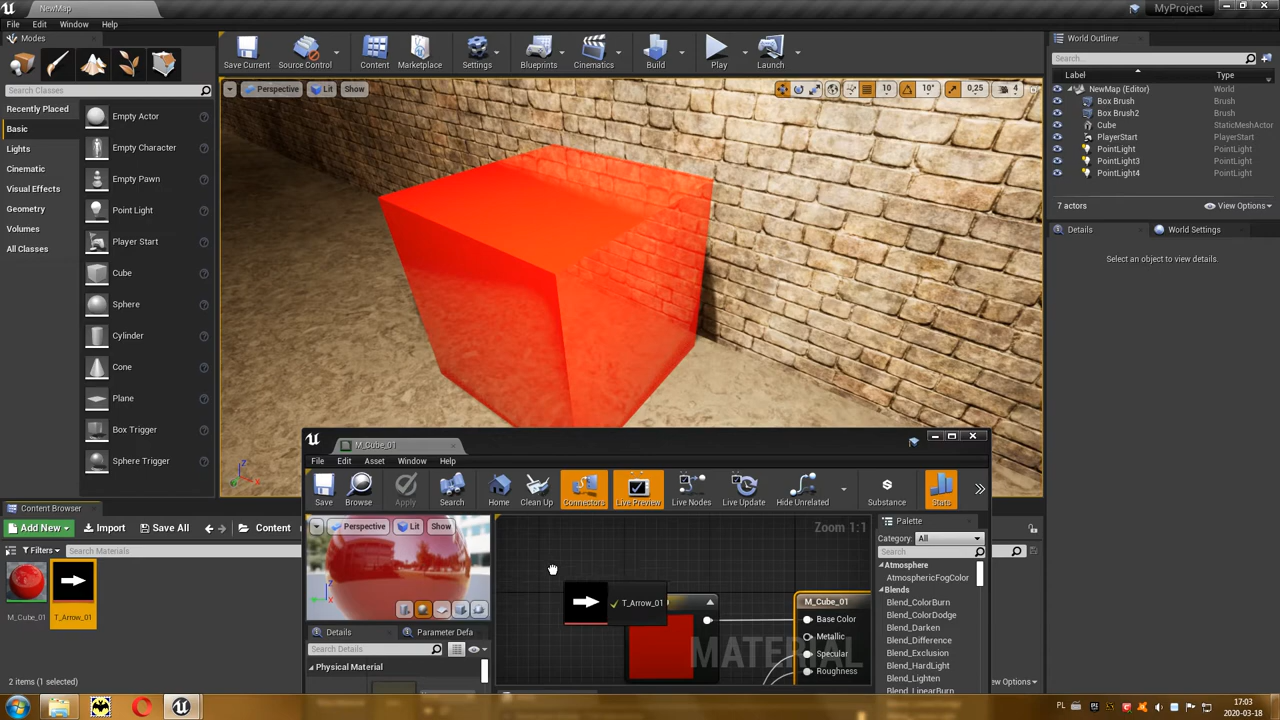 NewMap
MyProject
File Edit Window Help
Modes
Search Classes
Recently Placed
Basic
Lights
Cinematic
Visual Effects
Geometry
Volumes
All Classes
Empty Actor
Empty Character
Empty Pawn
Point Light
Player Start
Cube
Sphere
Cylinder
Cone
Plane
Box Trigger
Sphere Trigger
Save Current
Source Control
Content
Marketplace
Settings
Blueprints
Cinematics
Build
Play
Launch
Perspective Lit Show
10 10° 0,25 4
World Outliner
Search...
Label Type
NewMap (Editor) World
Box Brush Brush
Box Brush2 Brush
Cube StaticMeshActor
PlayerStart PlayerStart
PointLight PointLight
PointLight3 PointLight
PointLight4 PointLight
7 actors View Options
Details World Settings
Select an object to view details.
M_Cube_01
File Edit Asset Window Help
Save
Browse
Apply
Search
Home
Clean Up
Connectors
Live Preview
Live Nodes
Live Update
Hide Unrelated
Substance
Stats
Perspective Lit Show
Zoom 1:1
T_Arrow_01
M_Cube_01
Base Color
Metallic
Specular
Roughness
MATERIAL
Details Parameter Defa
Search Details
Physical Material
Palette
Category: All
Search
Atmosphere
AtmosphericFogColor
Blends
Blend_ColorBurn
Blend_ColorDodge
Blend_Darken
Blend_Difference
Blend_Exclusion
Blend_HardLight
Blend_Lighten
Blend_LinearBurn
Content Browser
Add New Import Save All Content
Filters Search Materials
M_Cube_01
T_Arrow_01
2 items (1 selected)
PL
17:03
2020-03-18